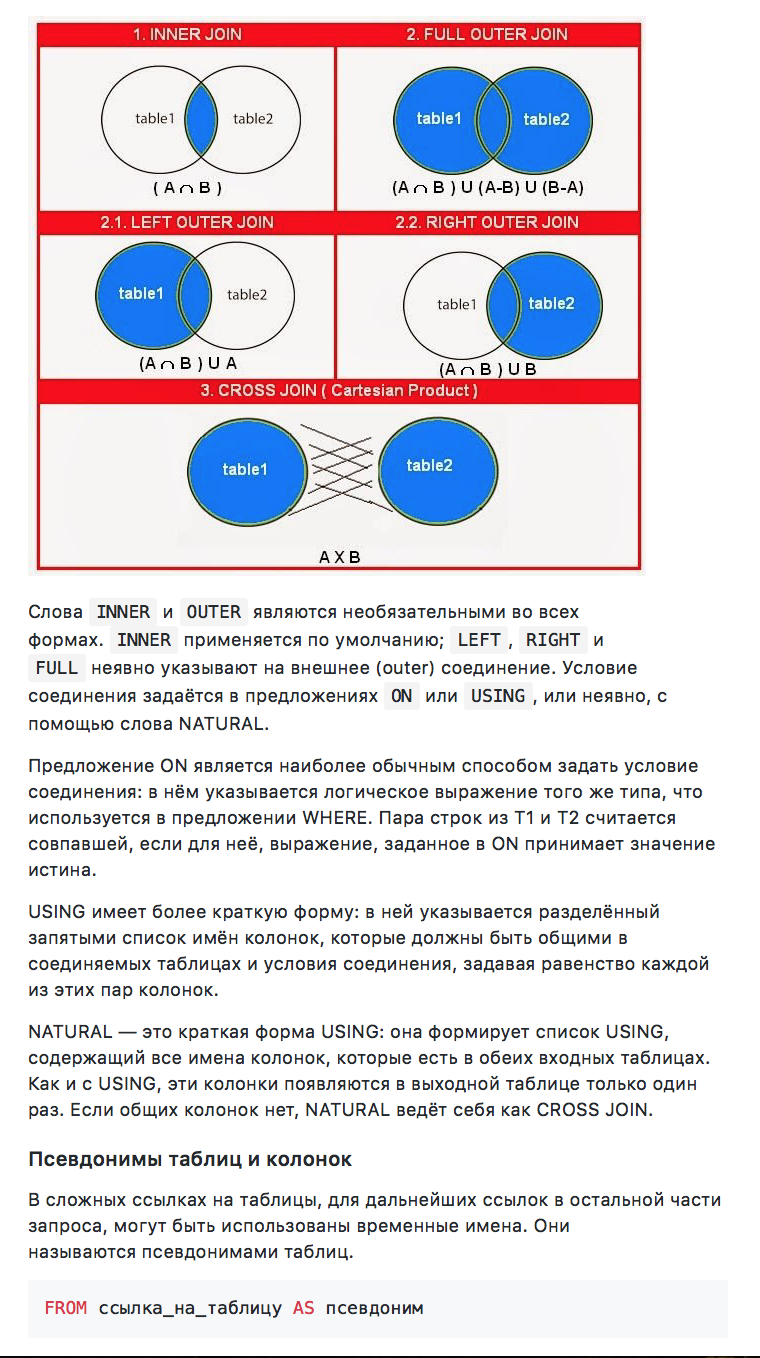 1. INNER JOIN
2. FULL OUTER JOIN
table1
table2
( A ∩ B )
table1
table2
(A ∩ B ) U (A-B) U (B-A)
2.1. LEFT OUTER JOIN
2.2. RIGHT OUTER JOIN
table1
table2
(A ∩ B ) U A
table1
table2
(A ∩ B ) U B
3. CROSS JOIN ( Cartesian Product )
table1
table2
A X B
Слова INNER и OUTER являются необязательными во всех
формах. INNER применяется по умолчанию; LEFT , RIGHT и
FULL неявно указывают на внешнее (outer) соединение. Условие
соединения задаётся в предложениях ON или USING , или неявно, с
помощью слова NATURAL.
Предложение ON является наиболее обычным способом задать условие
соединения: в нём указывается логическое выражение того же типа, что
используется в предложении WHERE. Пара строк из T1 и T2 считается
совпавшей, если для неё, выражение, заданное в ON принимает значение
истина.
USING имеет более краткую форму: в ней указывается разделённый
запятыми список имён колонок, которые должны быть общими в
соединяемых таблицах и условия соединения, задавая равенство каждой
из этих пар колонок.
NATURAL — это краткая форма USING: она формирует список USING,
содержащий все имена колонок, которые есть в обеих входных таблицах.
Как и с USING, эти колонки появляются в выходной таблице только один
раз. Если общих колонок нет, NATURAL ведёт себя как CROSS JOIN.
Псевдонимы таблиц и колонок
В сложных ссылках на таблицы, для дальнейших ссылок в остальной части
запроса, могут быть использованы временные имена. Они
называются псевдонимами таблиц.
FROM ссылка_на_таблицу AS псевдоним